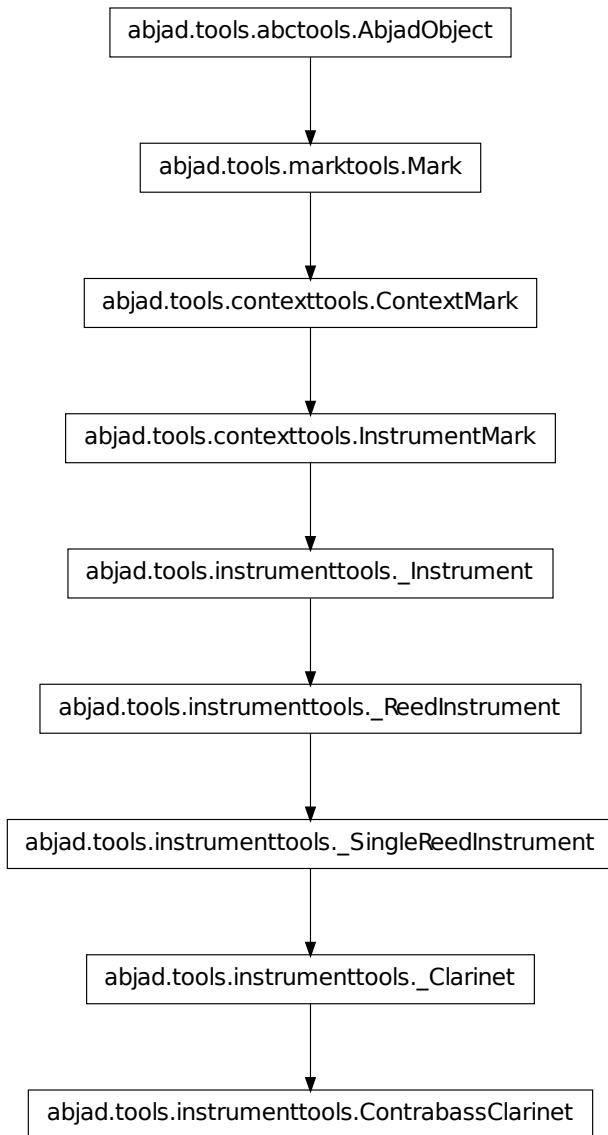 abjad.tools.abctools.AbjadObject
abjad.tools.marktools.Mark
abjad.tools.contexttools.ContextMark
abjad.tools.contexttools.InstrumentMark
abjad.tools.instrumenttools._Instrument
abjad.tools.instrumenttools._ReedInstrument
abjad.tools.instrumenttools._SingleReedInstrument
abjad.tools.instrumenttools._Clarinet
abjad.tools.instrumenttools.ContrabassClarinet